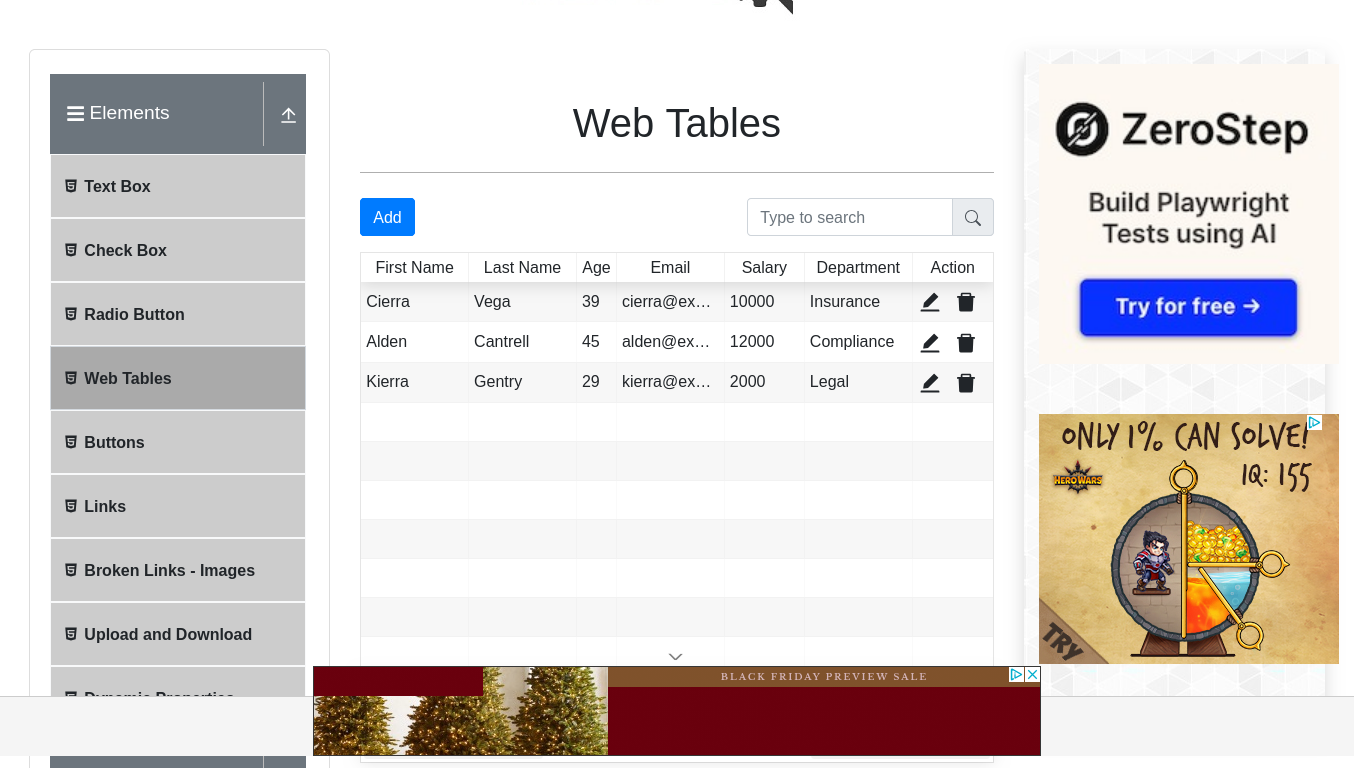 Elements
Text Box
Check Box
Radio Button
Web Tables
Buttons
Links
Broken Links - Images
Upload and Download
Web Tables
Add
Type to search
First Name Last Name Age Email Salary Department Action
Cierra Vega 39 cierra@ex… 10000 Insurance
Alden Cantrell 45 alden@ex… 12000 Compliance
Kierra Gentry 29 kierra@ex… 2000 Legal
ZeroStep
Build Playwright
Tests using AI
Try for free →
ONLY 1% CAN SOLVE!
HERO WARS
IQ: 155
TRY
BLACK FRIDAY PREVIEW SALE